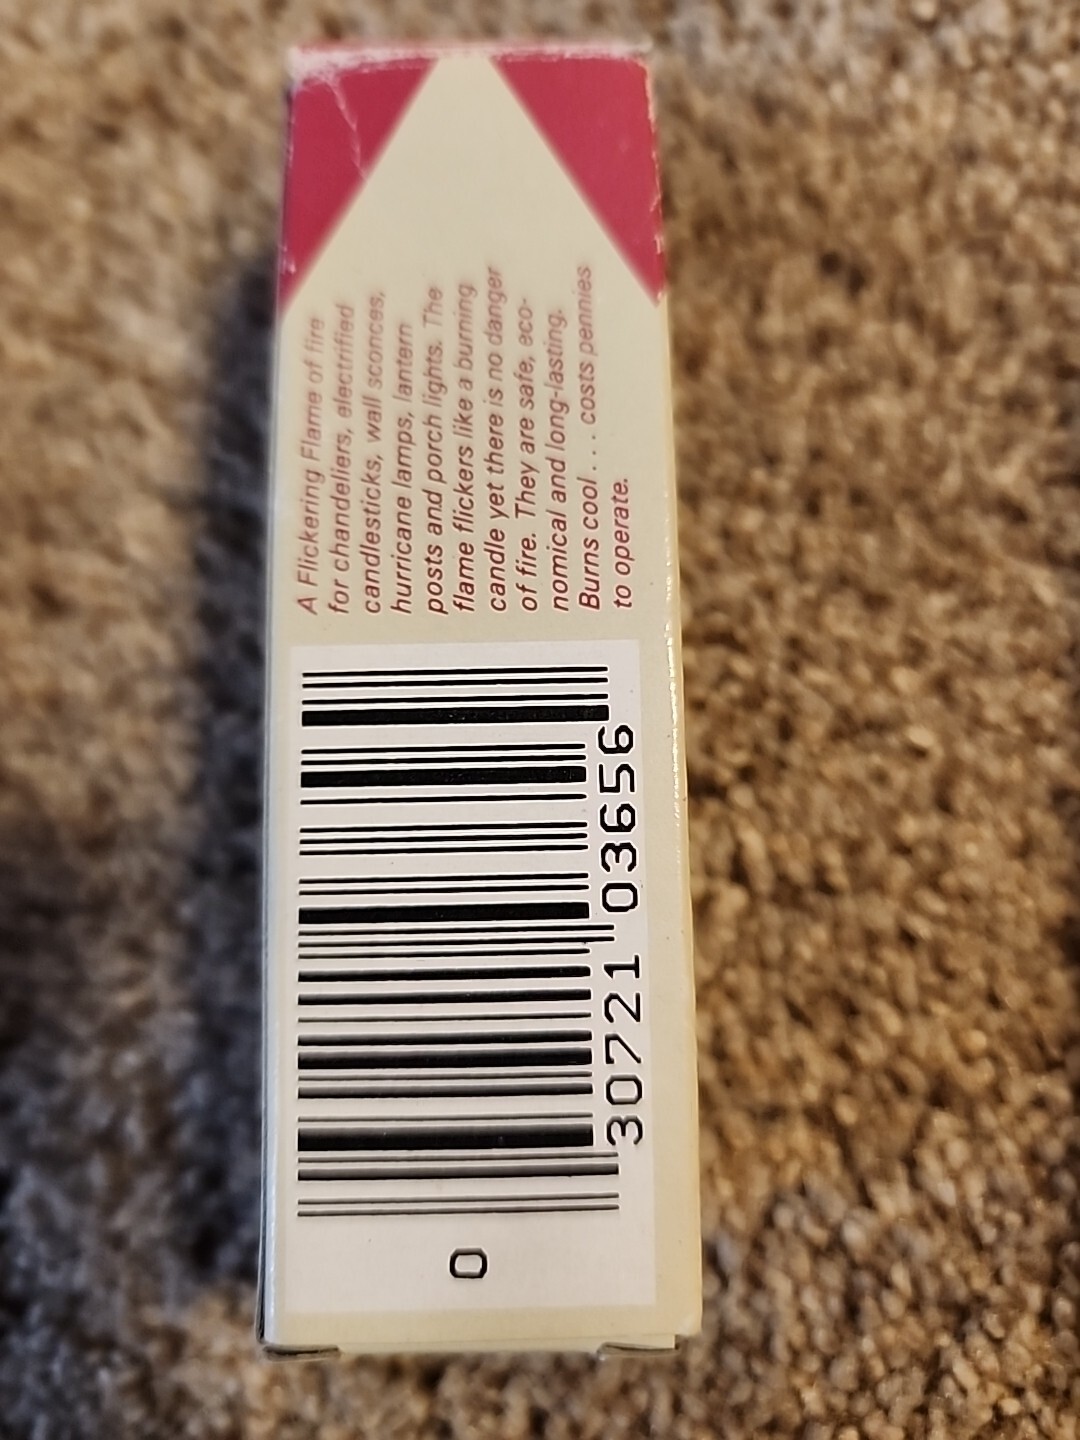 A Flickering Flame of fire
for chandeliers, electrified
candlesticks, wall sconces,
hurricane lamps, lantern
posts and porch lights. The
flame flickers like a burning
candle yet there is no danger
of fire. They are safe, eco-
nomical and long-lasting.
Burns cool . . . costs pennies
to operate.
0 30721 03656